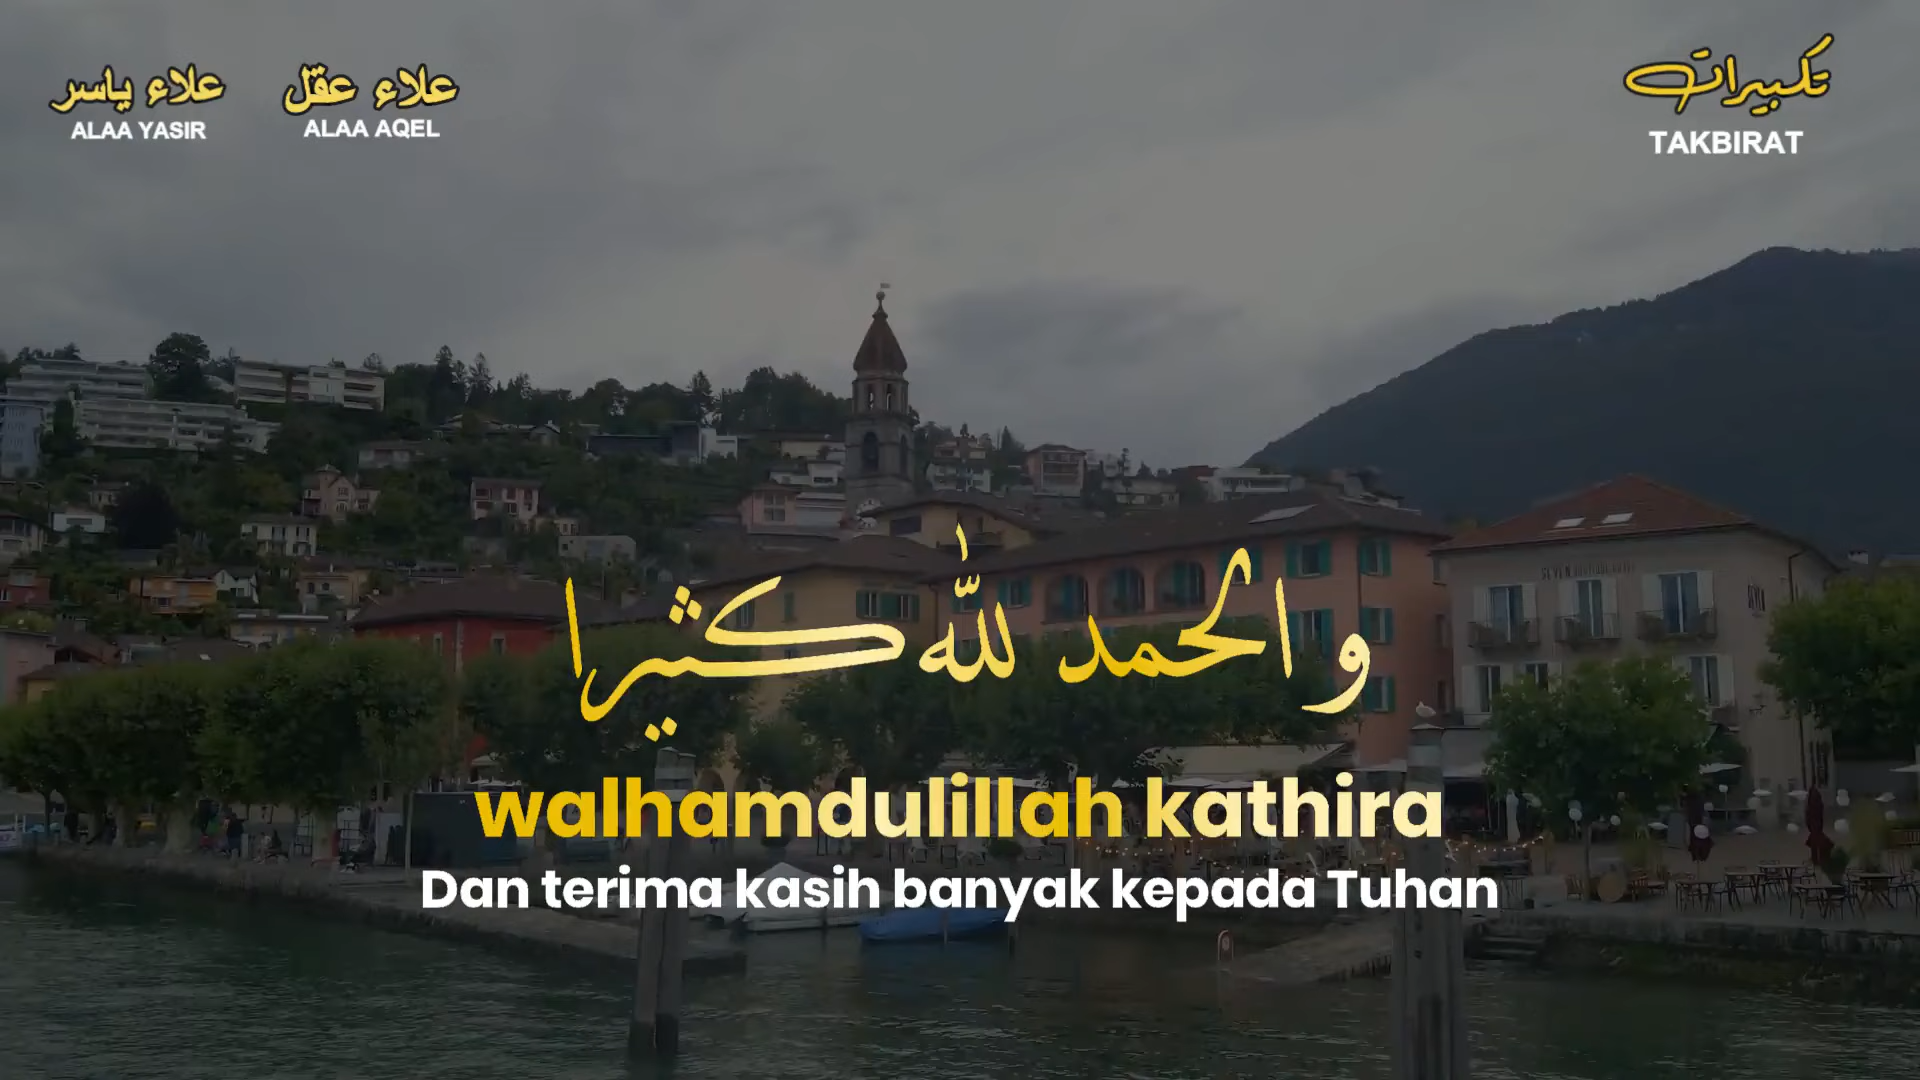 علاء ياسر
ALAA YASIR
علاء عقل
ALAA AQEL
تكبيرات
TAKBIRAT
والحمد لله كثيرا
walhamdulillah kathira
Dan terima kasih banyak kepada Tuhan
SEVEN